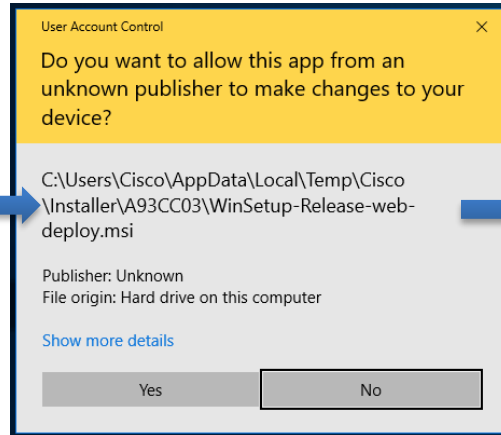 User Account Control
Do you want to allow this app from an
unknown publisher to make changes to your
device?
C:\Users\Cisco\AppData\Local\Temp\Cisco
\Installer\A93CC03\WinSetup-Release-web-
deploy.msi
Publisher: Unknown
File origin: Hard drive on this computer
Show more details
Yes
No